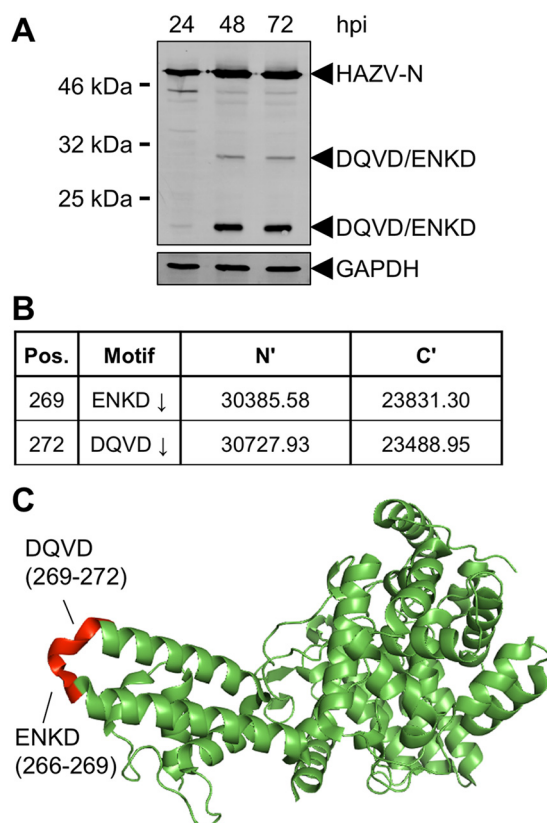 A
24 48 72 hpi
46 kDa
HAZV-N
32 kDa
DQVD/ENKD
25 kDa
DQVD/ENKD
GAPDH
B
Pos. Motif N' C'
269 ENKD ↓ 30385.58 23831.30
272 DQVD ↓ 30727.93 23488.95
C
DQVD
(269-272)
ENKD
(266-269)